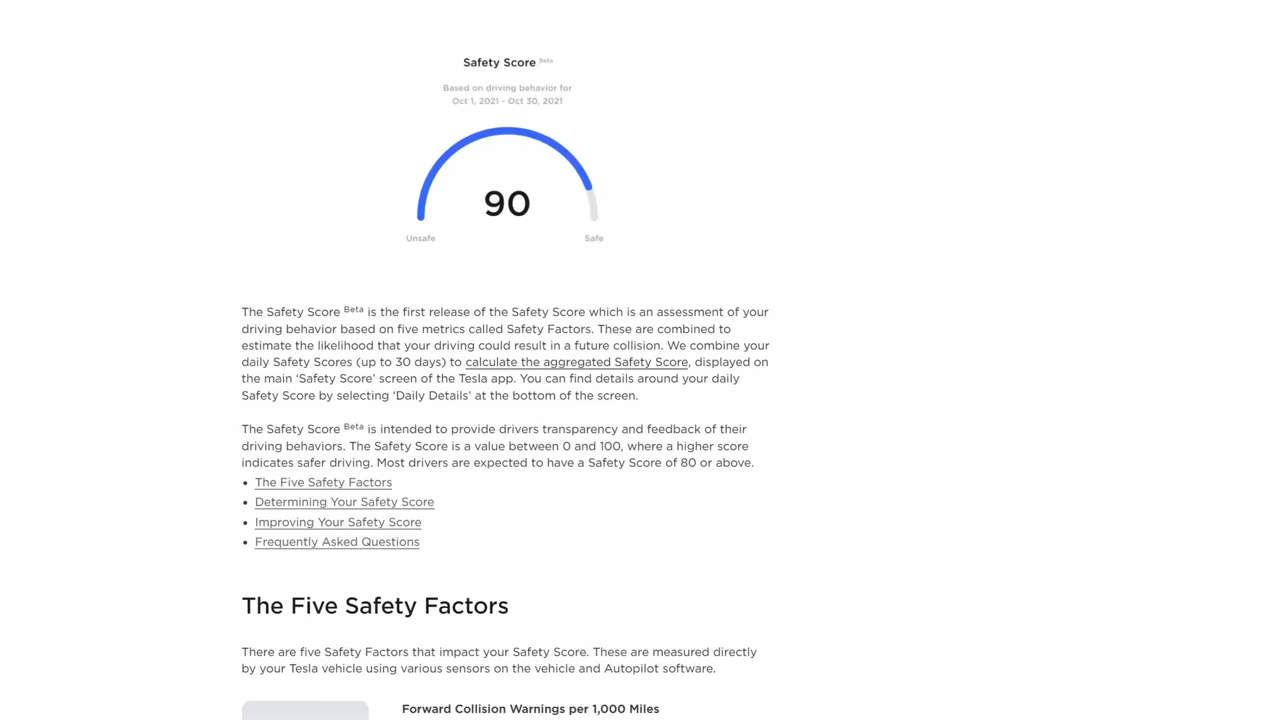 Safety Score Beta
Based on driving behavior for
Oct 1, 2021 - Oct 30, 2021
90
Unsafe
Safe
The Safety Score Beta is the first release of the Safety Score which is an assessment of your
driving behavior based on five metrics called Safety Factors. These are combined to
estimate the likelihood that your driving could result in a future collision. We combine your
daily Safety Scores (up to 30 days) to calculate the aggregated Safety Score, displayed on
the main ‘Safety Score’ screen of the Tesla app. You can find details around your daily
Safety Score by selecting ‘Daily Details’ at the bottom of the screen.
The Safety Score Beta is intended to provide drivers transparency and feedback of their
driving behaviors. The Safety Score is a value between 0 and 100, where a higher score
indicates safer driving. Most drivers are expected to have a Safety Score of 80 or above.
• The Five Safety Factors
• Determining Your Safety Score
• Improving Your Safety Score
• Frequently Asked Questions
The Five Safety Factors
There are five Safety Factors that impact your Safety Score. These are measured directly
by your Tesla vehicle using various sensors on the vehicle and Autopilot software.
Forward Collision Warnings per 1,000 Miles